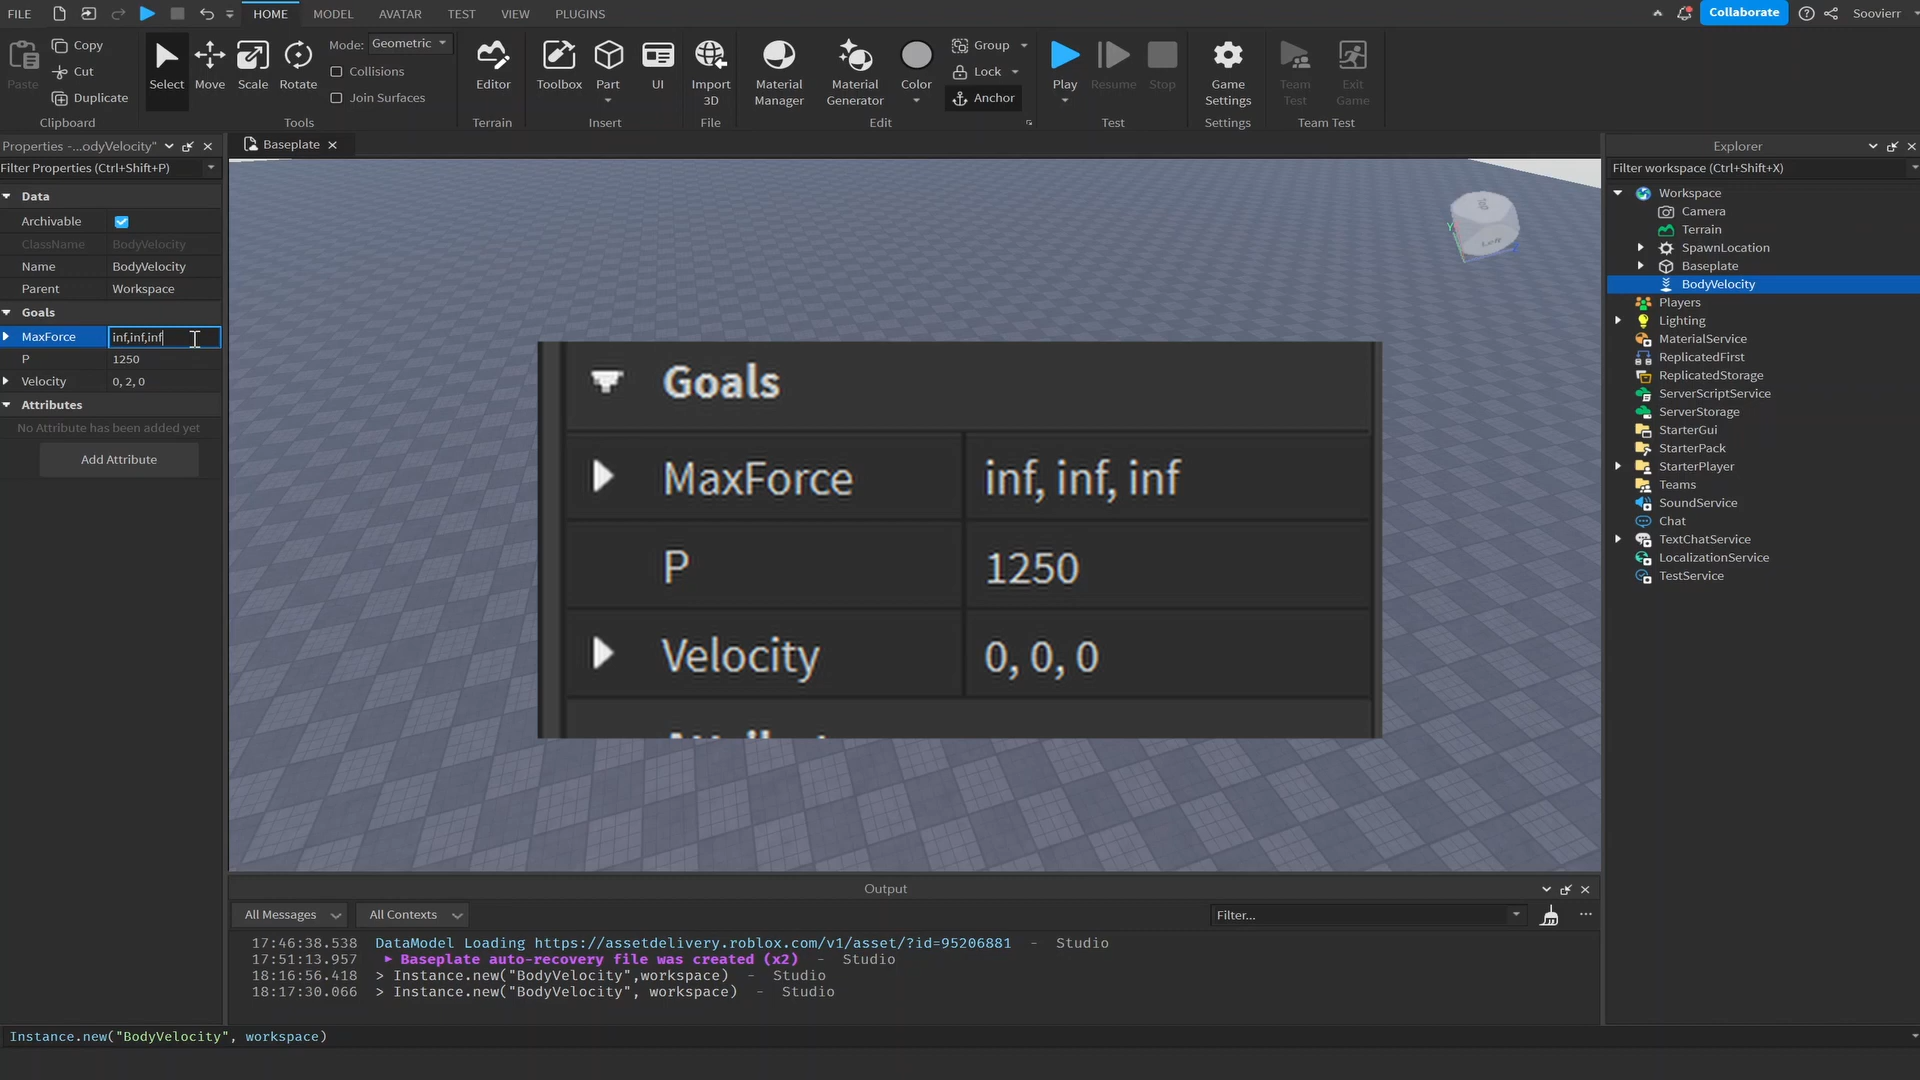 FILE
HOME
MODEL
AVATAR
TEST
VIEW
PLUGINS
Collaborate
Soovierr
Paste
Copy
Cut
Duplicate
Clipboard
Select
Move
Scale
Rotate
Mode: Geometric
Collisions
Join Surfaces
Tools
Editor
Terrain
Toolbox
Part
UI
Insert
Import
3D
File
Material
Manager
Material
Generator
Color
Group
Lock
Anchor
Edit
Play
Resume
Stop
Test
Game
Settings
Settings
Team
Test
Exit
Game
Team Test
Properties -...odyVelocity"
Filter Properties (Ctrl+Shift+P)
Data
Archivable
ClassName BodyVelocity
Name BodyVelocity
Parent Workspace
Goals
MaxForce inf,inf,inf
P 1250
Velocity 0, 2, 0
Attributes
No Attribute has been added yet
Add Attribute
Baseplate
Left
Y
Goals
MaxForce inf, inf, inf
P 1250
Velocity 0, 0, 0
Output
All Messages
All Contexts
Filter...
17:46:38.538 DataModel Loading https://assetdelivery.roblox.com/v1/asset/?id=95206881 - Studio
17:51:13.957 Baseplate auto-recovery file was created (x2) - Studio
18:16:56.418 > Instance.new("BodyVelocity",workspace) - Studio
18:17:30.066 > Instance.new("BodyVelocity", workspace) - Studio
Instance.new("BodyVelocity", workspace)
Explorer
Filter workspace (Ctrl+Shift+X)
Workspace
Camera
Terrain
SpawnLocation
Baseplate
BodyVelocity
Players
Lighting
MaterialService
ReplicatedFirst
ReplicatedStorage
ServerScriptService
ServerStorage
StarterGui
StarterPack
StarterPlayer
Teams
SoundService
Chat
TextChatService
LocalizationService
TestService